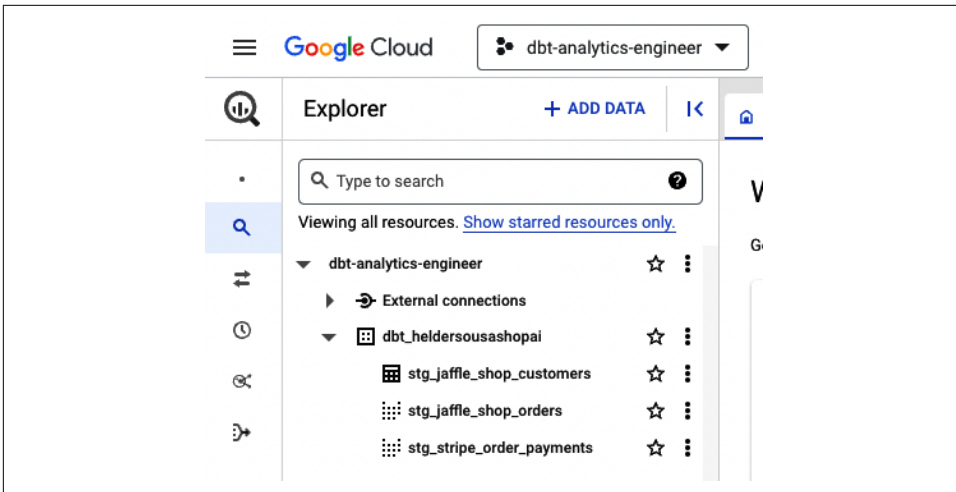 Google Cloud
dbt-analytics-engineer
Explorer
+ ADD DATA
Type to search
Viewing all resources. Show starred resources only.
dbt-analytics-engineer
External connections
dbt_heldersousashopai
stg_jaffle_shop_customers
stg_jaffle_shop_orders
stg_stripe_order_payments